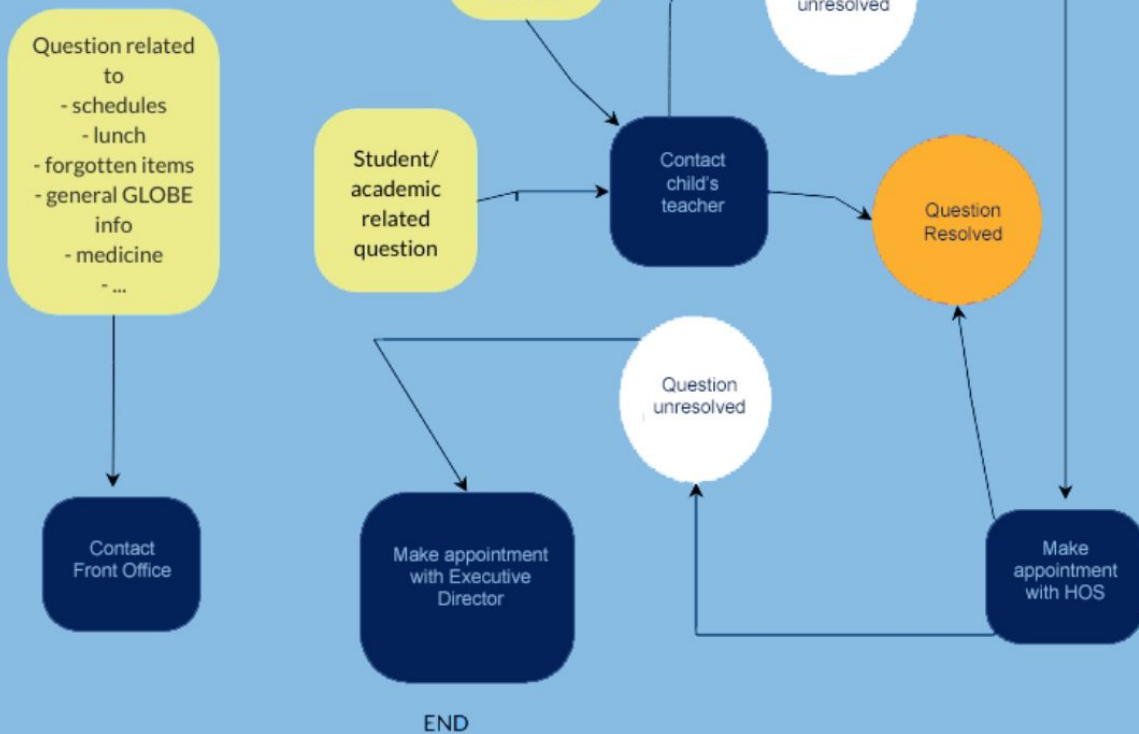 unresolved
Question related
to
- schedules
- lunch
- forgotten items
- general GLOBE
info
- medicine
- ...
Student/
academic
related
question
Contact
child's
teacher
Question
Resolved
Question
unresolved
Contact
Front Office
Make appointment
with Executive
Director
Make
appointment
with HOS
END